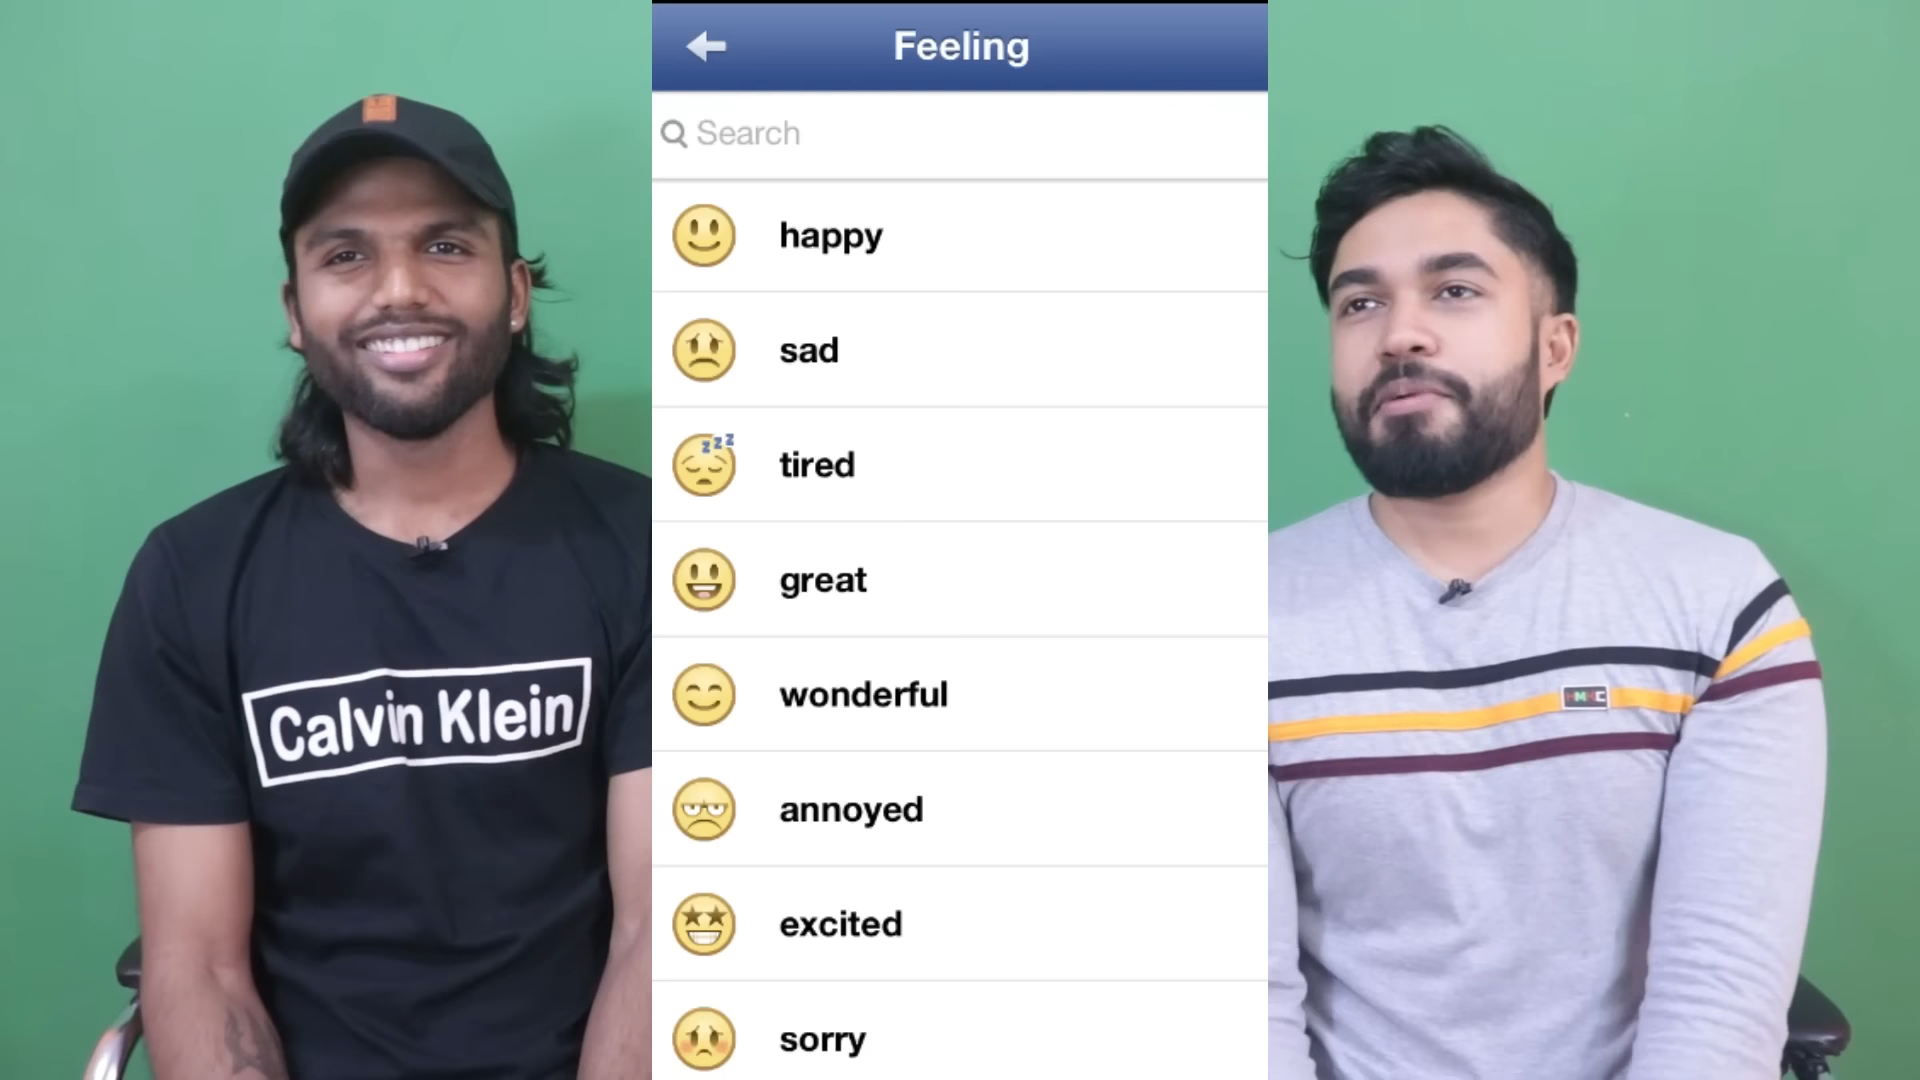 Feeling
Search
happy
sad
z z z
tired
great
wonderful
annoyed
excited
sorry
Calvin Klein